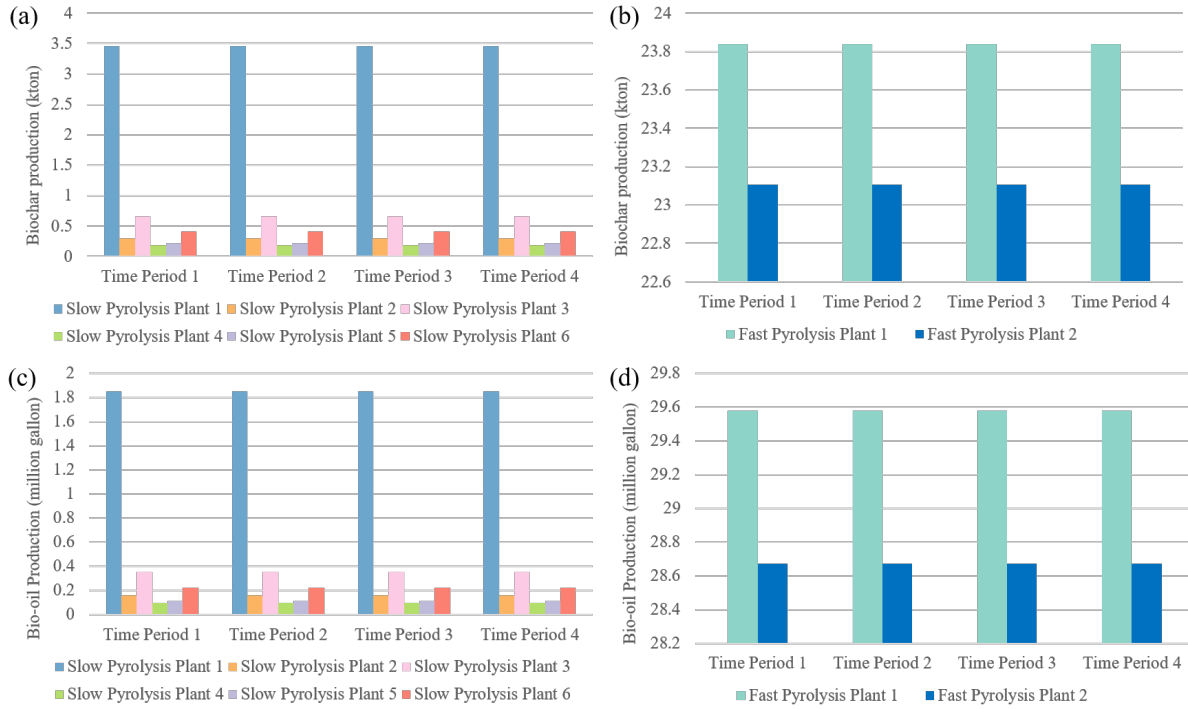 (a)
Biochar production (kton)
4
3.5
3
2.5
2
1.5
1
0.5
0
Time Period 1 Time Period 2 Time Period 3 Time Period 4
Slow Pyrolysis Plant 1 Slow Pyrolysis Plant 2 Slow Pyrolysis Plant 3
Slow Pyrolysis Plant 4 Slow Pyrolysis Plant 5 Slow Pyrolysis Plant 6
(b)
Biochar production (kton)
24
23.8
23.6
23.4
23.2
23
22.8
22.6
Time Period 1 Time Period 2 Time Period 3 Time Period 4
Fast Pyrolysis Plant 1 Fast Pyrolysis Plant 2
(c)
Bio-oil Production (million gallon)
2
1.8
1.6
1.4
1.2
1
0.8
0.6
0.4
0.2
0
Time Period 1 Time Period 2 Time Period 3 Time Period 4
Slow Pyrolysis Plant 1 Slow Pyrolysis Plant 2 Slow Pyrolysis Plant 3
Slow Pyrolysis Plant 4 Slow Pyrolysis Plant 5 Slow Pyrolysis Plant 6
(d)
Bio-oil Production (million gallon)
29.8
29.6
29.4
29.2
29
28.8
28.6
28.4
28.2
Time Period 1 Time Period 2 Time Period 3 Time Period 4
Fast Pyrolysis Plant 1 Fast Pyrolysis Plant 2